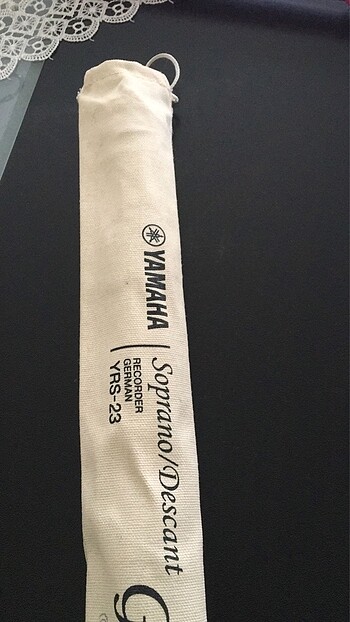 YAMAHA
Soprano/Descant
RECORDER
GERMAN
YRS-23
G